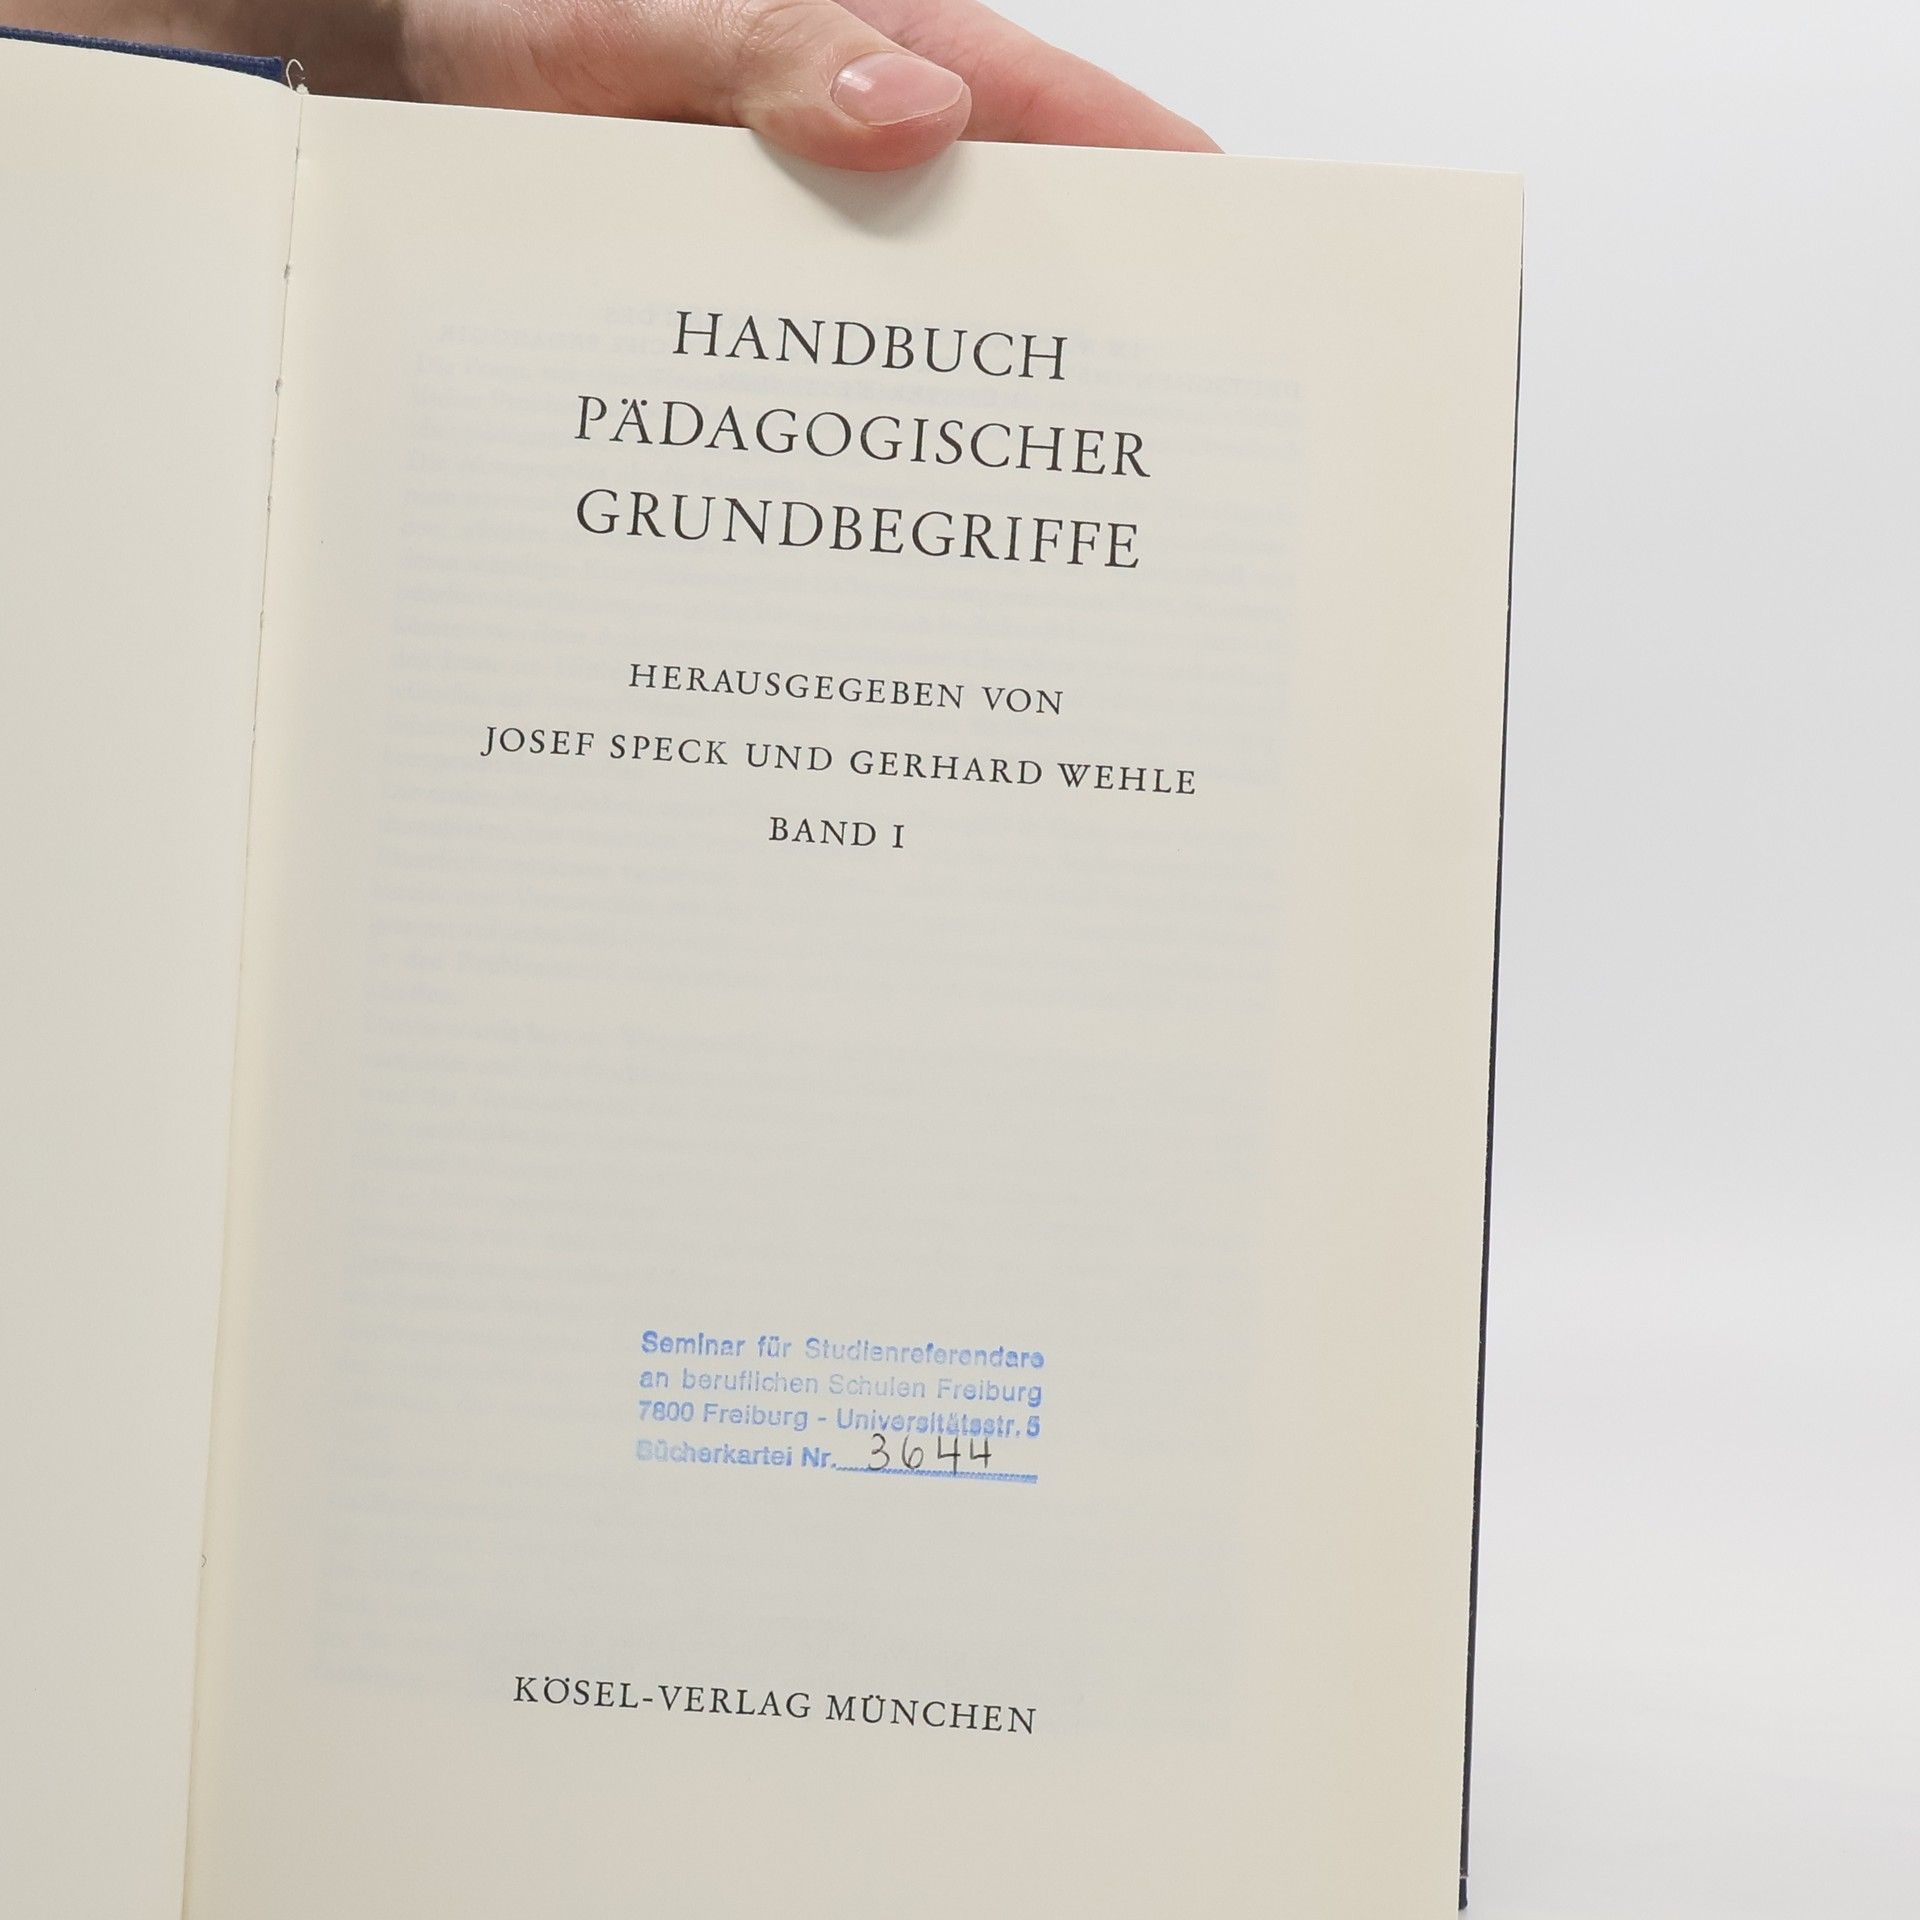 HANDBUCH
PÄDAGOGISCHER
GRUNDBEGRIFFE
HERAUSGEGEBEN VON
JOSEF SPECK UND GERHARD WEHLE
BAND I
Seminar für Studienreferendare
an beruflichen Schulen Freiburg
7800 Freiburg - Universitätsstr. 5
Bücherkartei Nr. 3644
KÖSEL-VERLAG MÜNCHEN